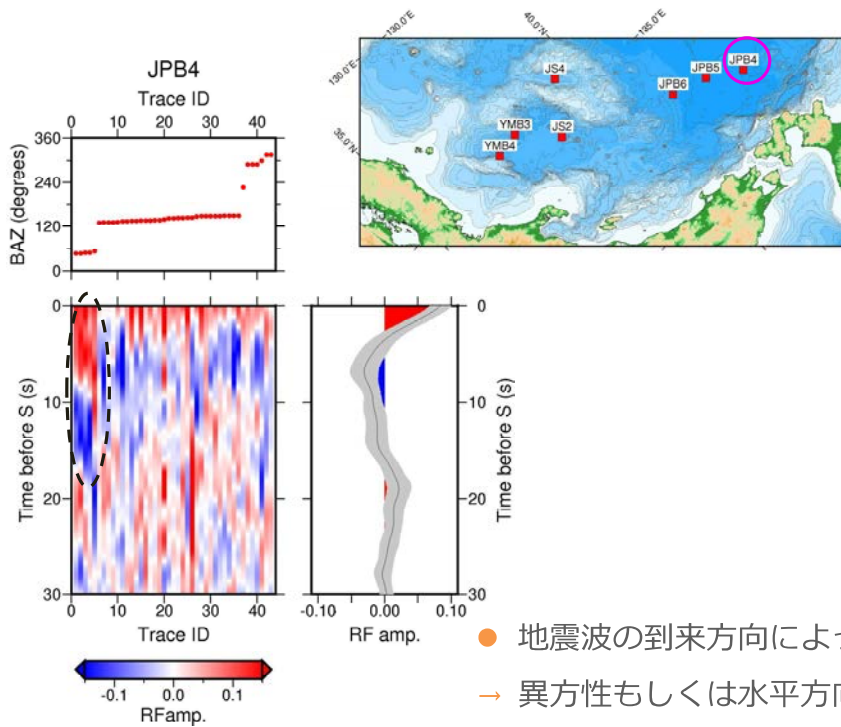 JPB4
Trace ID
0 10 20 30 40
360
240
120
0
BAZ (degrees)
130.0°E
40.0°N
135.0°E
130.0°E
35.0°N
JS4
JPB4
JPB5
JPB6
YMB3
JS2
YMB4
0
10
20
30
Time before S (s)
0 10 20 30 40
Trace ID
0
10
20
30
Time before S (s)
-0.10 0.00 0.10
RF amp.
-0.1 0.0 0.1
RFamp.
● 地震波の到来方向によっ
→ 異方性もしくは水平方向